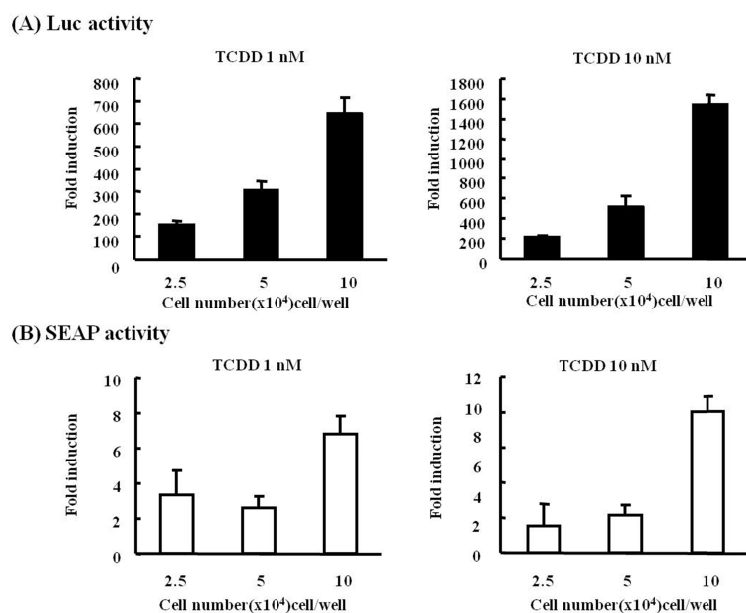 (A) Luc activity
TCDD 1 nM
Fold induction
800
700
600
500
400
300
200
100
0
2.5 5 10
Cell number(x10⁴)cell/well
TCDD 10 nM
Fold induction
1800
1600
1400
1200
1000
800
600
400
200
0
2.5 5 10
Cell number(x10⁴)cell/well
(B) SEAP activity
TCDD 1 nM
Fold induction
10
8
6
4
2
0
2.5 5 10
Cell number(x10⁴)cell/well
TCDD 10 nM
Fold induction
12
10
8
6
4
2
0
2.5 5 10
Cell number(x10⁴)cell/well